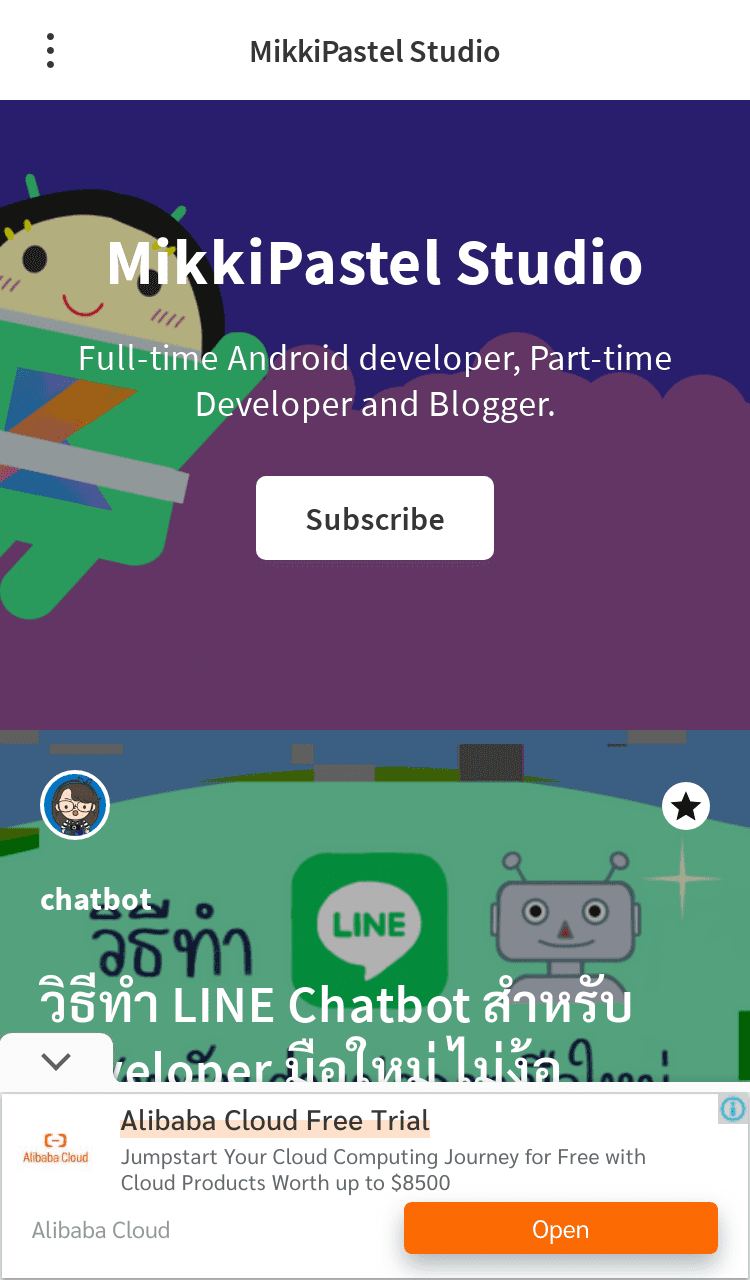 MikkiPastel Studio
MikkiPastel Studio
Full-time Android developer, Part-time
Developer and Blogger.
Subscribe
chatbot
วิธีทำ
LINE
วิธีทำ LINE Chatbot สำหรับ
veloper มือใหม่ ไม่ง้อ
Alibaba Cloud Free Trial
Alibaba Cloud
Jumpstart Your Cloud Computing Journey for Free with
Cloud Products Worth up to $8500
Alibaba Cloud
Open